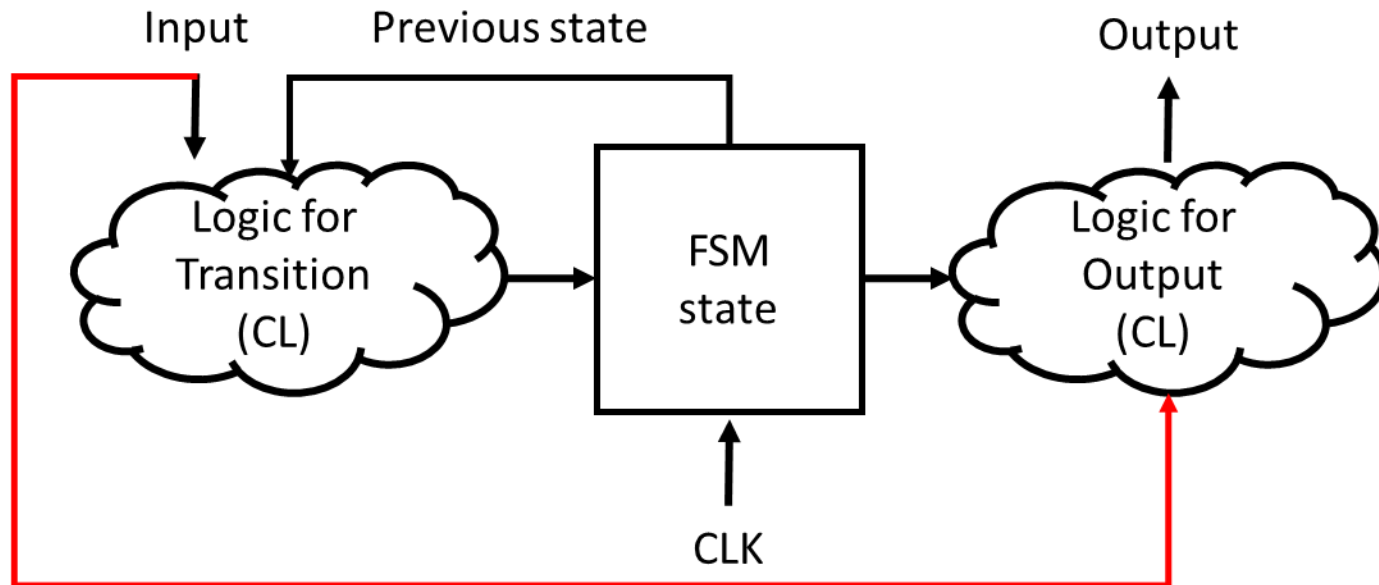 Input
Previous state
Output
Logic for
Transition
(CL)
FSM
state
Logic for
Output
(CL)
CLK